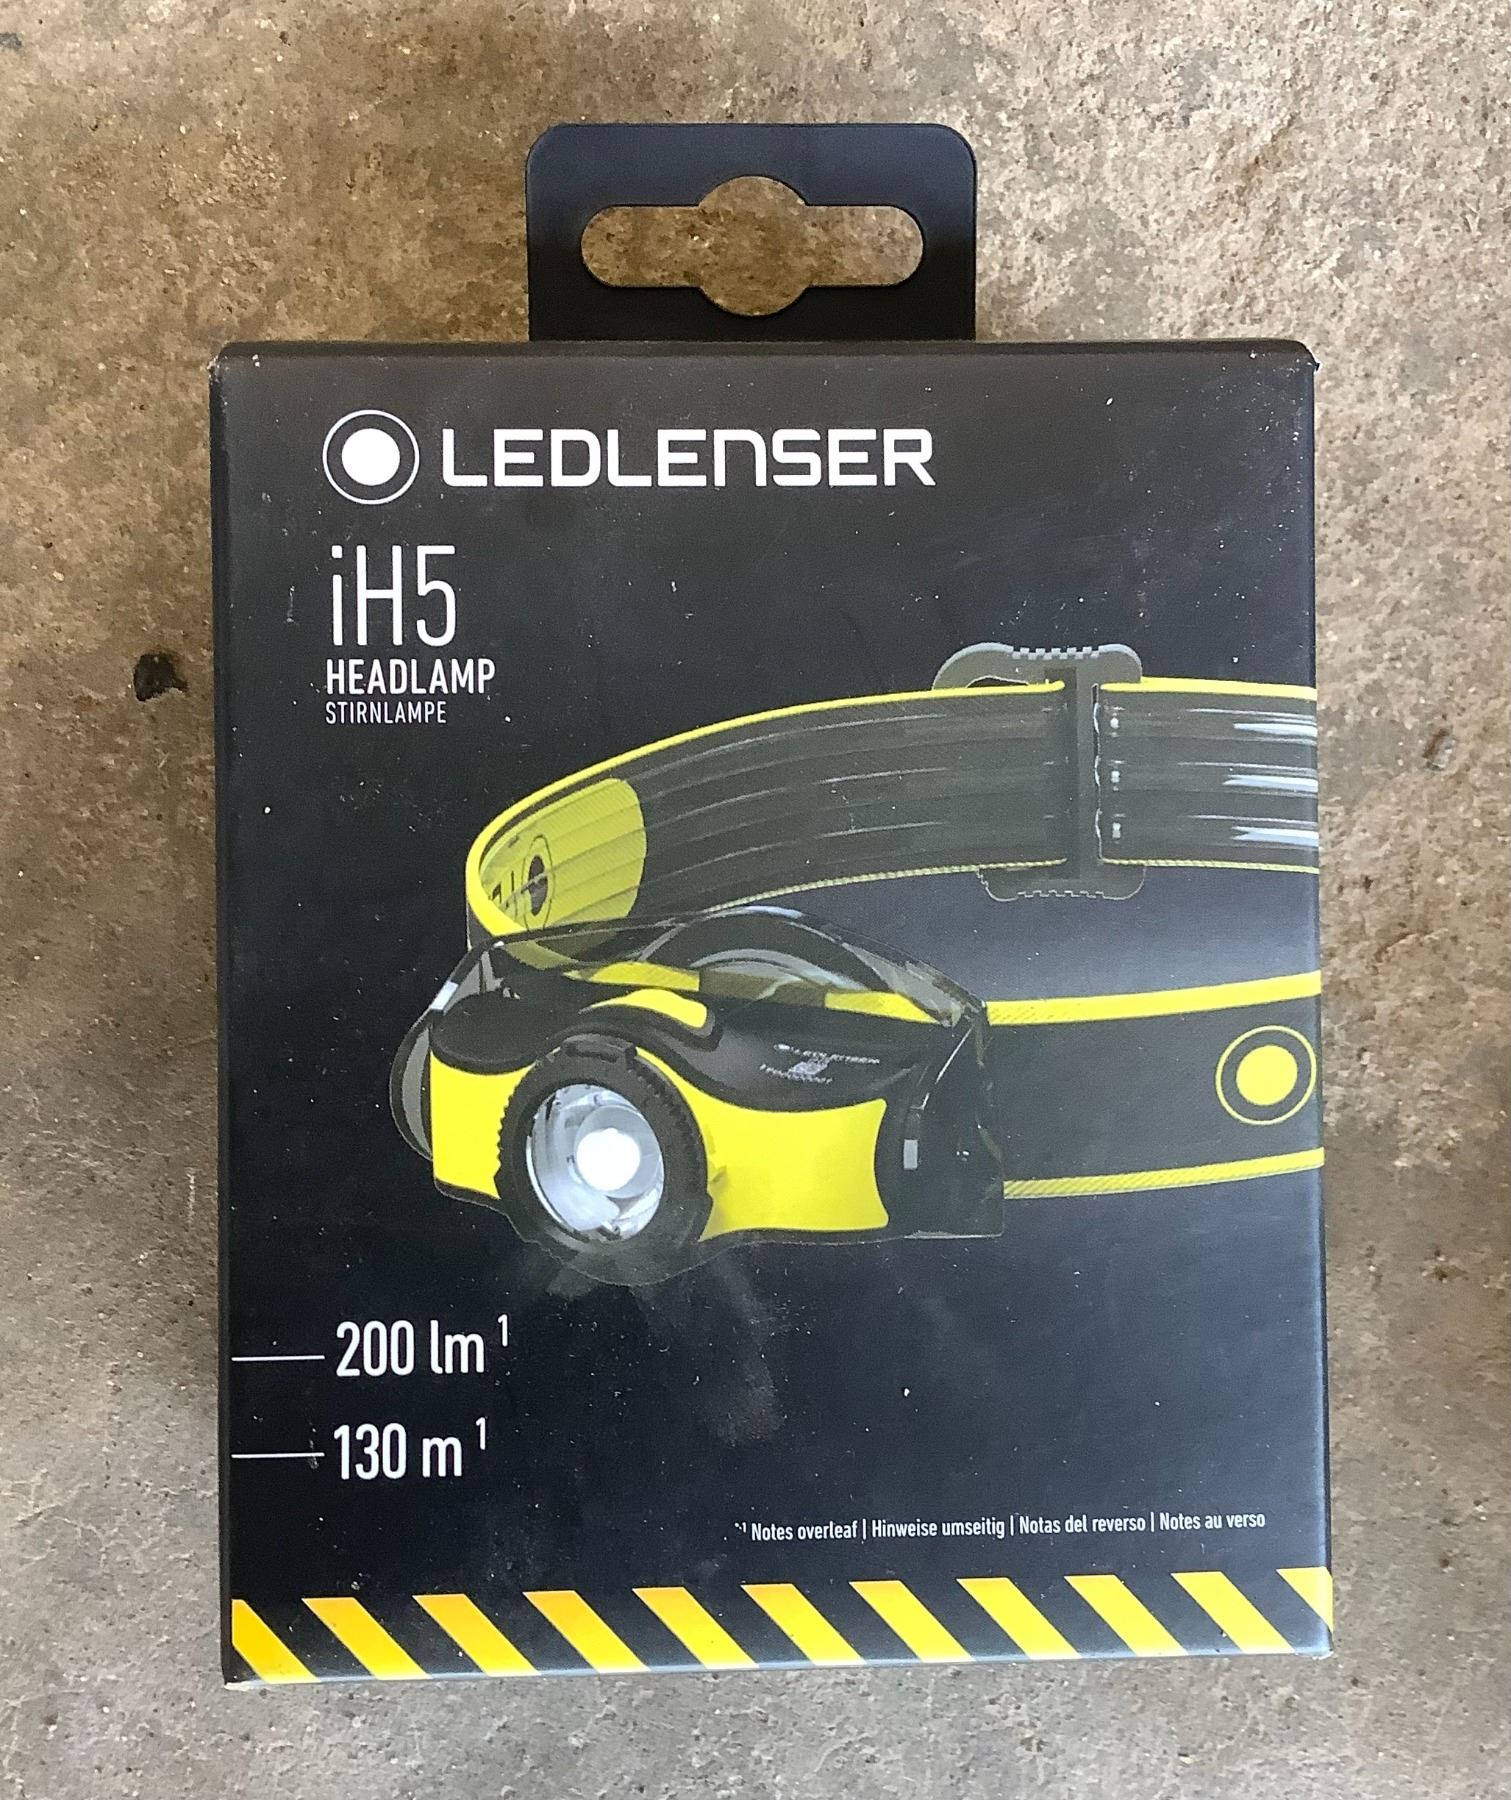 LEDLENSER
iH5
HEADLAMP
STIRNLAMPE
200 lm ¹
130 m ¹
*¹ Notes overleaf | Hinweise umseitig | Notas del reverso | Notes au verso